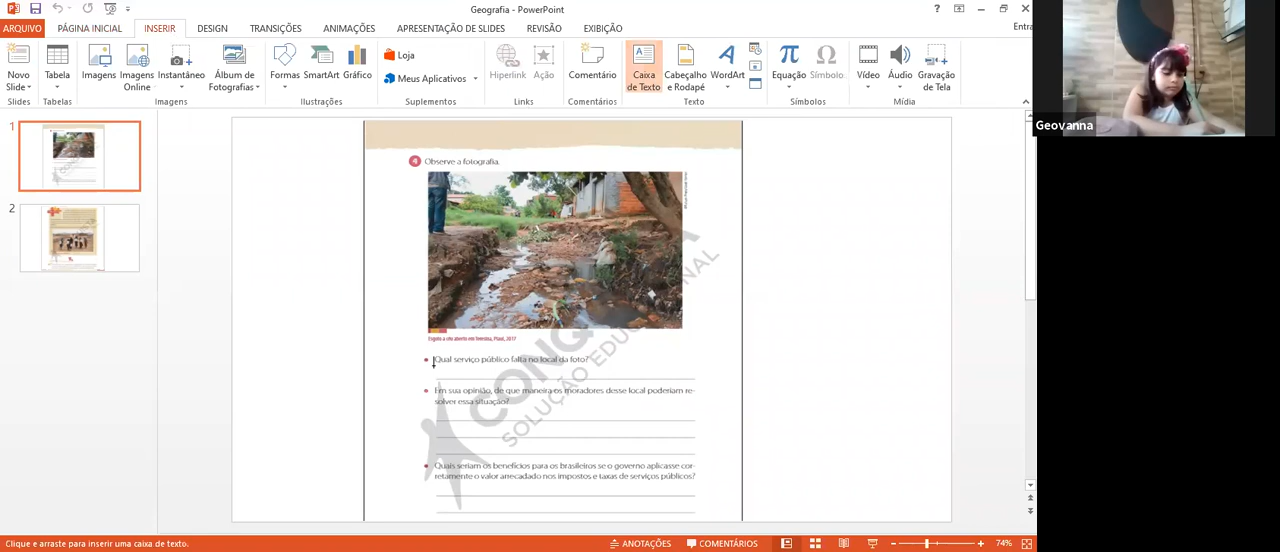 Geografia - PowerPoint
Entra
ARQUIVO PÁGINA INICIAL INSERIR DESIGN TRANSIÇÕES ANIMAÇÕES APRESENTAÇÃO DE SLIDES REVISÃO EXIBIÇÃO
Novo Slide
Tabela
Imagens
Imagens Online
Instantâneo
Álbum de Fotografias
Formas
SmartArt
Gráfico
Loja
Meus Aplicativos
Hiperlink
Ação
Comentário
Caixa de Texto
Cabeçalho e Rodapé
WordArt
Equação
Símbolo
Vídeo
Áudio
Gravação de Tela
Slides Tabelas Imagens Ilustrações Suplementos Links Comentários Texto Símbolos Mídia
Geovanna
1
2
4 Observe a fotografia.
Esgoto a céu aberto em Teresina, Piauí, 2017
Qual serviço público falta no local da foto?
Em sua opinião, de que maneira os moradores desse local poderiam re-
solver essa situação?
Quais seriam os benefícios para os brasileiros se o governo aplicasse cor-
retamente o valor arrecadado nos impostos e taxas de serviços públicos?
SOLUÇÃO EDUCACIONAL
Clique e arraste para inserir uma caixa de texto.
ANOTAÇÕES COMENTÁRIOS 74%